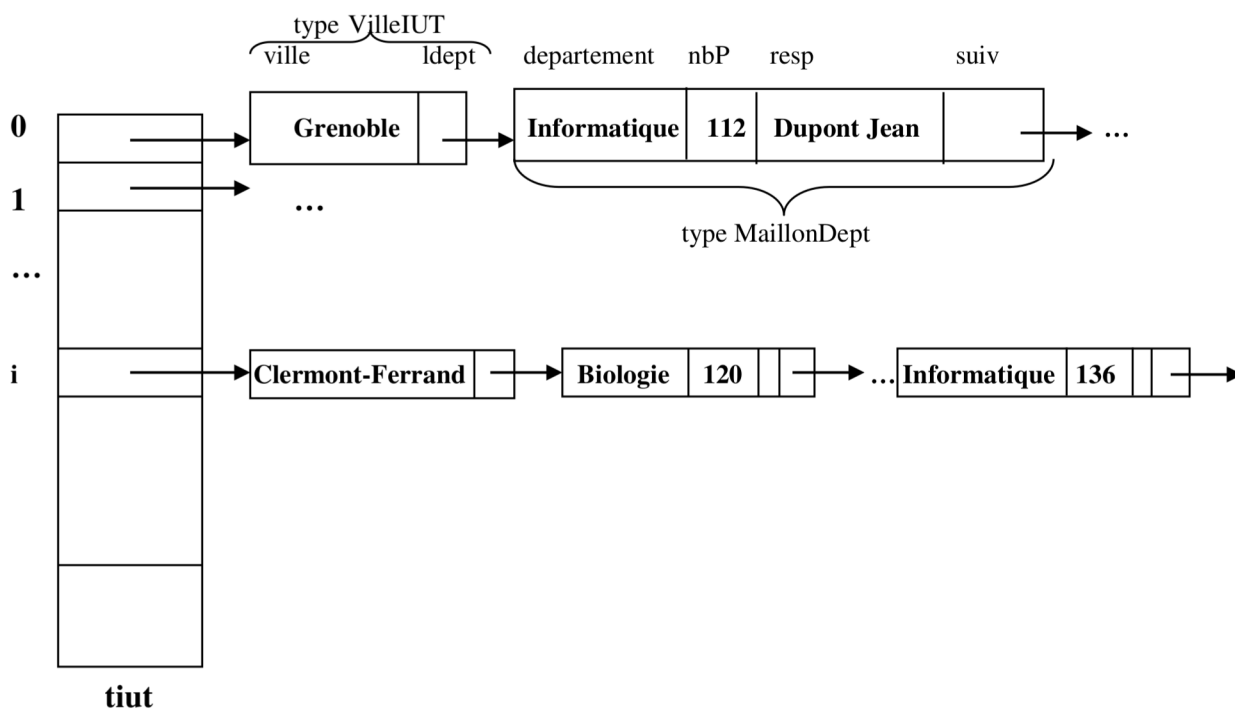 type VilleIUT
ville ldept departement nbP resp suiv
0 Grenoble Informatique 112 Dupont Jean ...
1 ...
type MaillonDept
...
i Clermont-Ferrand Biologie 120 ... Informatique 136
tiut